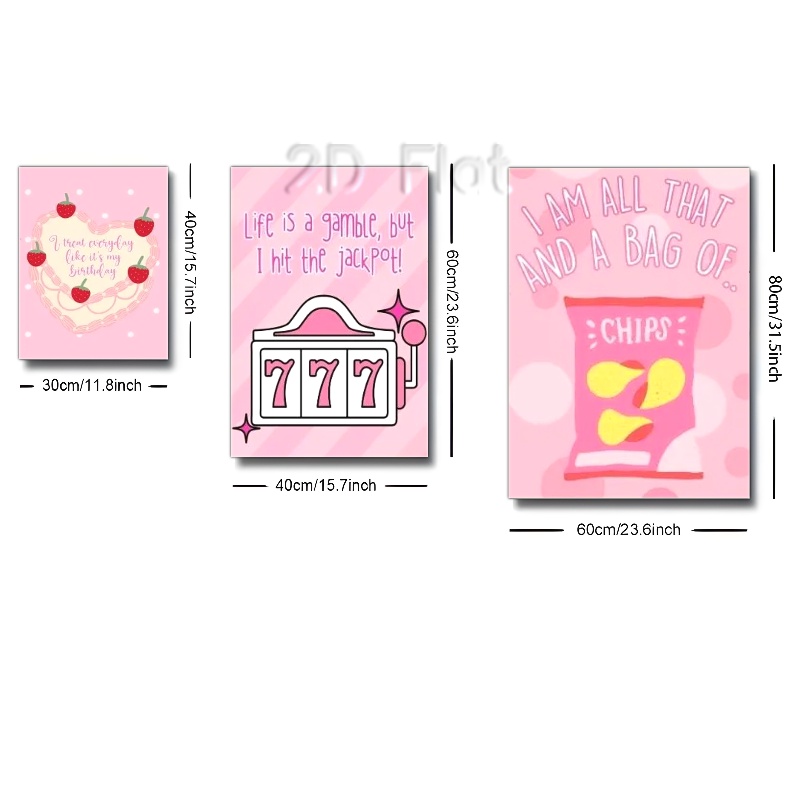 2D Flat
I treat everyday
like it's my
birthday
40cm/15.7inch
30cm/11.8inch
Life is a gamble, but
I hit the jackpot!
777
60cm/23.6inch
40cm/15.7inch
I AM ALL THAT
AND A BAG OF..
CHIPS
80cm/31.5inch
60cm/23.6inch